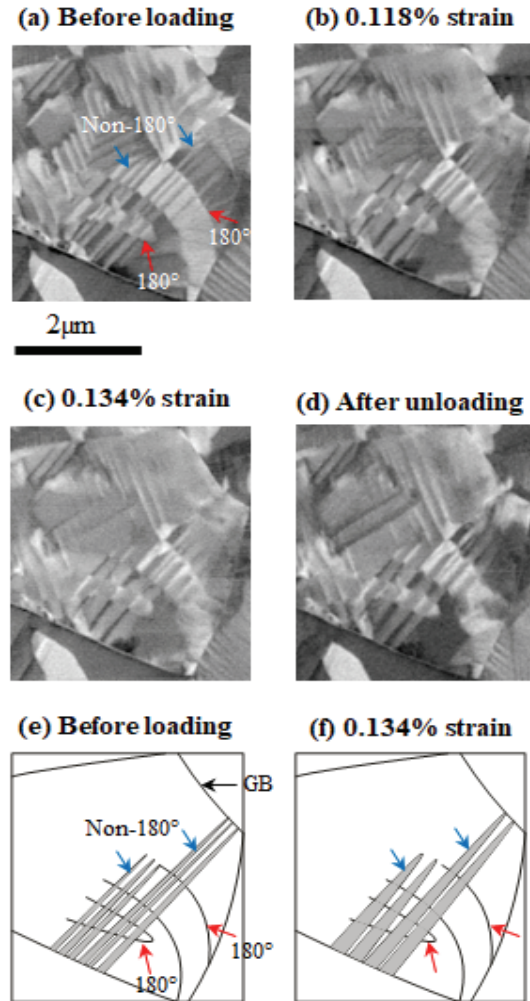 (a) Before loading
(b) 0.118% strain
Non-180°
180°
180°
2μm
(c) 0.134% strain
(d) After unloading
(e) Before loading
(f) 0.134% strain
GB
Non-180°
180°
180°